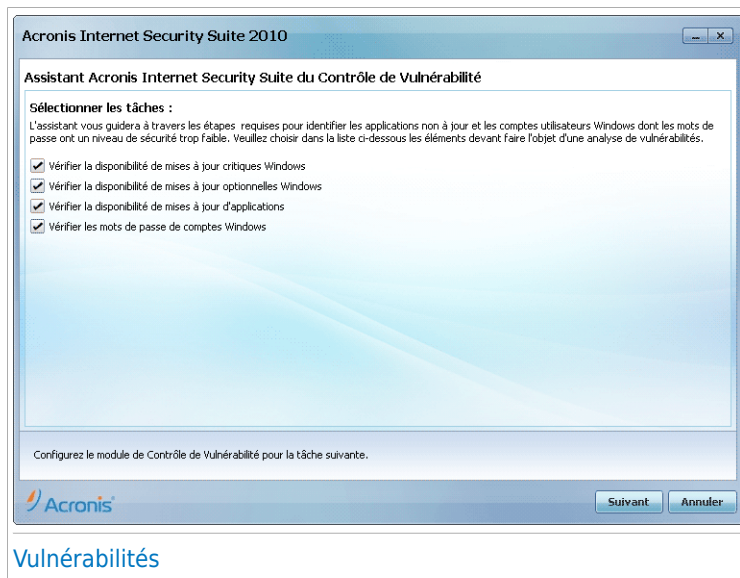 Acronis Internet Security Suite 2010
Assistant Acronis Internet Security Suite du Contrôle de Vulnérabilité
Sélectionner les tâches :
L'assistant vous guidera à travers les étapes requises pour identifier les applications non à jour et les comptes utilisateurs Windows dont les mots de
passe ont un niveau de sécurité trop faible. Veuillez choisir dans la liste ci-dessous les éléments devant faire l'objet d'une analyse de vulnérabilités.
Vérifier la disponibilité de mises à jour critiques Windows
Vérifier la disponibilité de mises à jour optionnelles Windows
Vérifier la disponibilité de mises à jour d'applications
Vérifier les mots de passe de comptes Windows
Configurez le module de Contrôle de Vulnérabilité pour la tâche suivante.
Acronis
Suivant
Annuler
Vulnérabilités